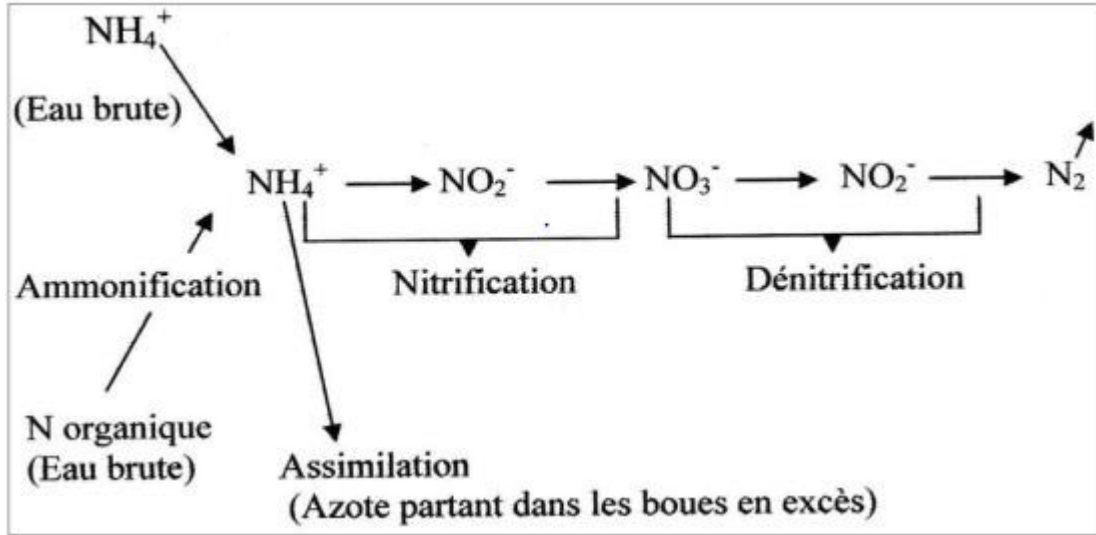 NH₄⁺
(Eau brute)
NH₄⁺ → NO₂⁻ → NO₃⁻ → NO₂⁻ → N₂
Ammonification
Nitrification
Dénitrification
N organique
(Eau brute)
Assimilation
(Azote partant dans les boues en excès)